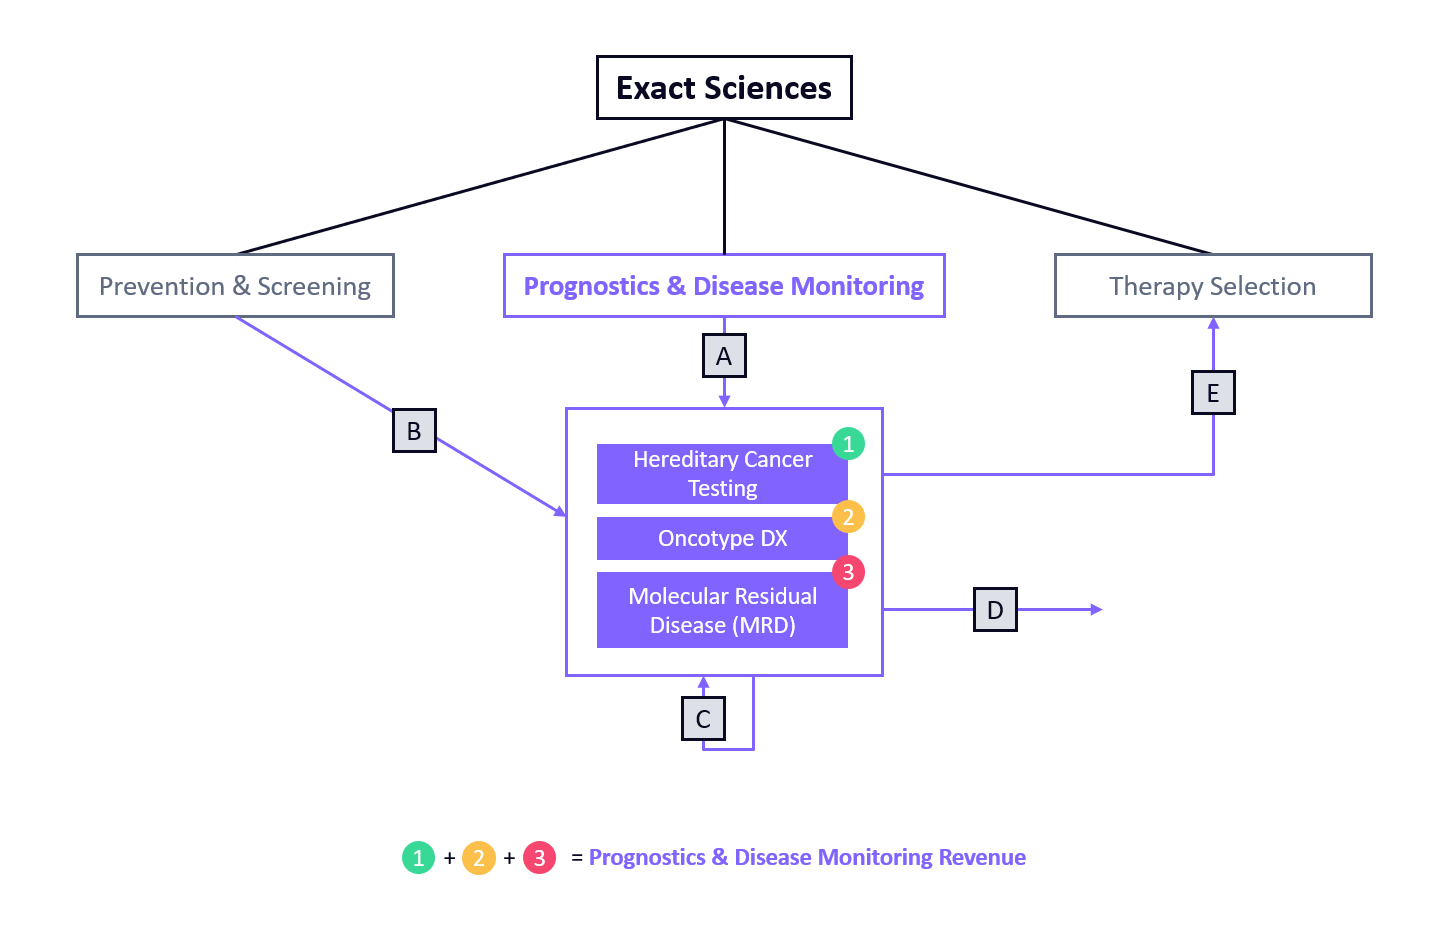 Exact Sciences
Prevention & Screening
Prognostics & Disease Monitoring
Therapy Selection
A
B
E
1
Hereditary Cancer
Testing
2
Oncotype DX
3
Molecular Residual
Disease (MRD)
D
C
1 + 2 + 3 = Prognostics & Disease Monitoring Revenue